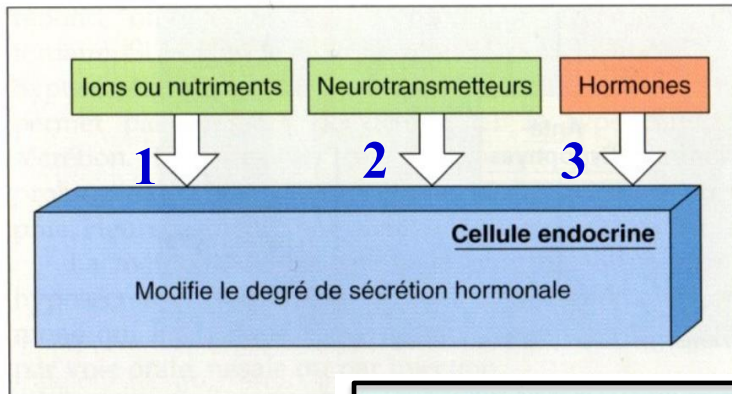 Ions ou nutriments
Neurotransmetteurs
Hormones
1
2
3
Cellule endocrine
Modifie le degré de sécrétion hormonale